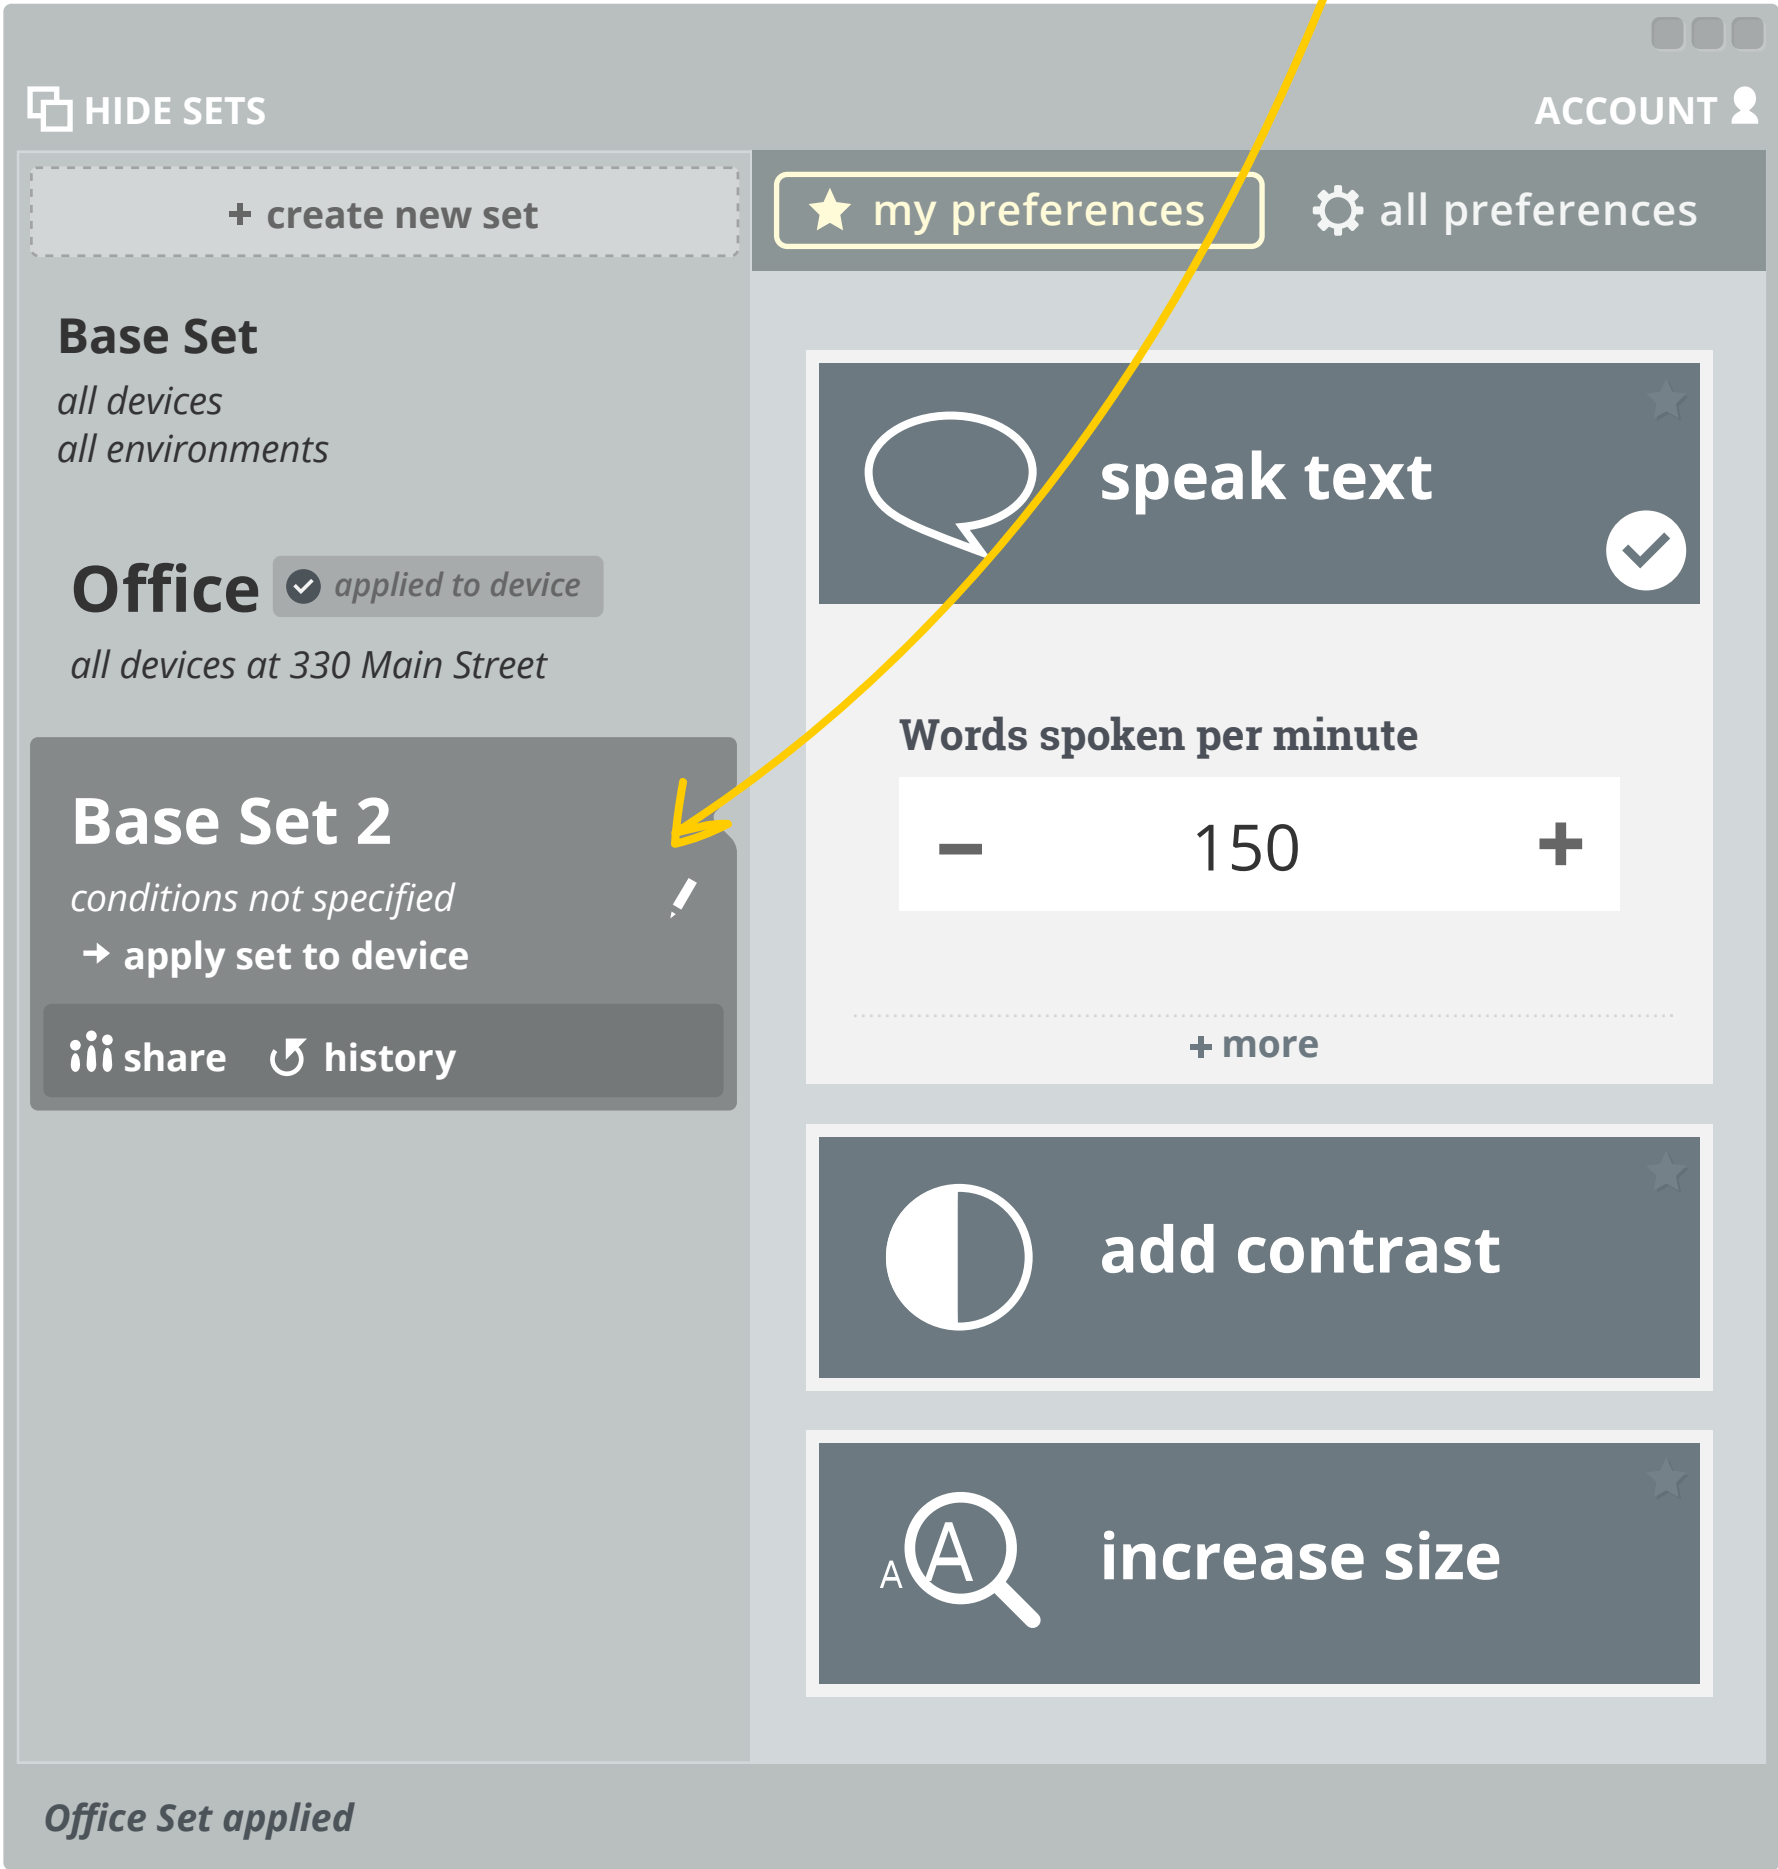 HIDE SETS
ACCOUNT
+ create new set
my preferences
all preferences
Base Set
all devices
all environments
Office
applied to device
all devices at 330 Main Street
Base Set 2
conditions not specified
apply set to device
share
history
speak text
Words spoken per minute
150
+ more
add contrast
A A
increase size
Office Set applied